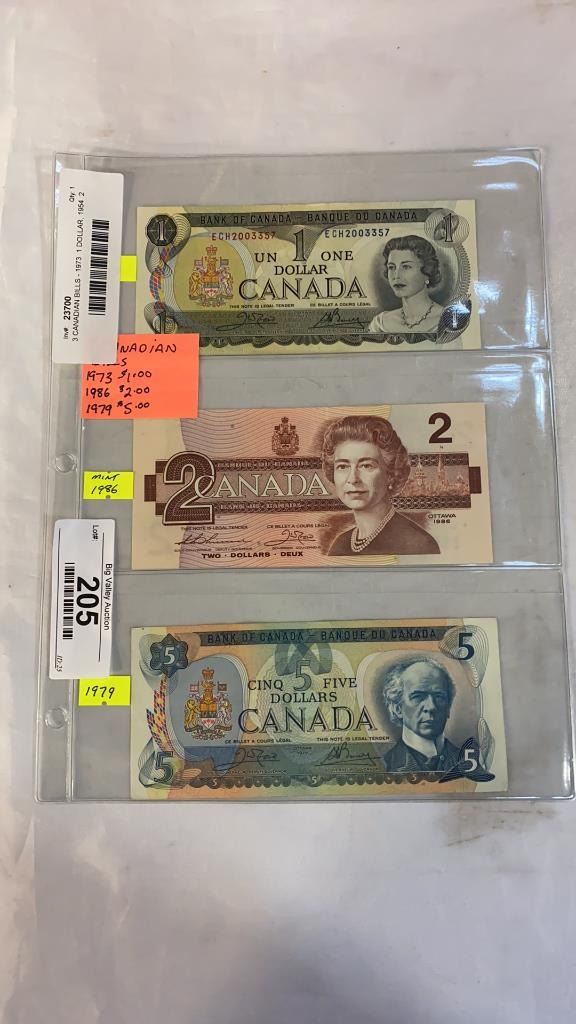 Qty: 1
Inv# 23700
3 CANADIAN BILLS - 1973 1 DOLLAR, 1954 2
BANK OF CANADA - BANQUE DU CANADA
ECH2003357 ECH2003357
1 1 1
UN ONE
DOLLAR
CANADA
THIS NOTE IS LEGAL TENDER CE BILLET A COURS LEGAL
1 1
1973 $1.00
1986 $2.00
1979 $5.00
2
2 CANADA
BANK OF CANADA
MINT
1986
OTTAWA
1986
THIS NOTE IS LEGAL TENDER CE BILLET A COURS LEGAL
TWO · DOLLARS · DEUX
Lot#
205
Big Valley Auction
1979
BANK OF CANADA - BANQUE DU CANADA
5 5 5
CINQ FIVE
DOLLARS
CANADA
CE BILLET A COURS LEGAL THIS NOTE IS LEGAL TENDER
5 5